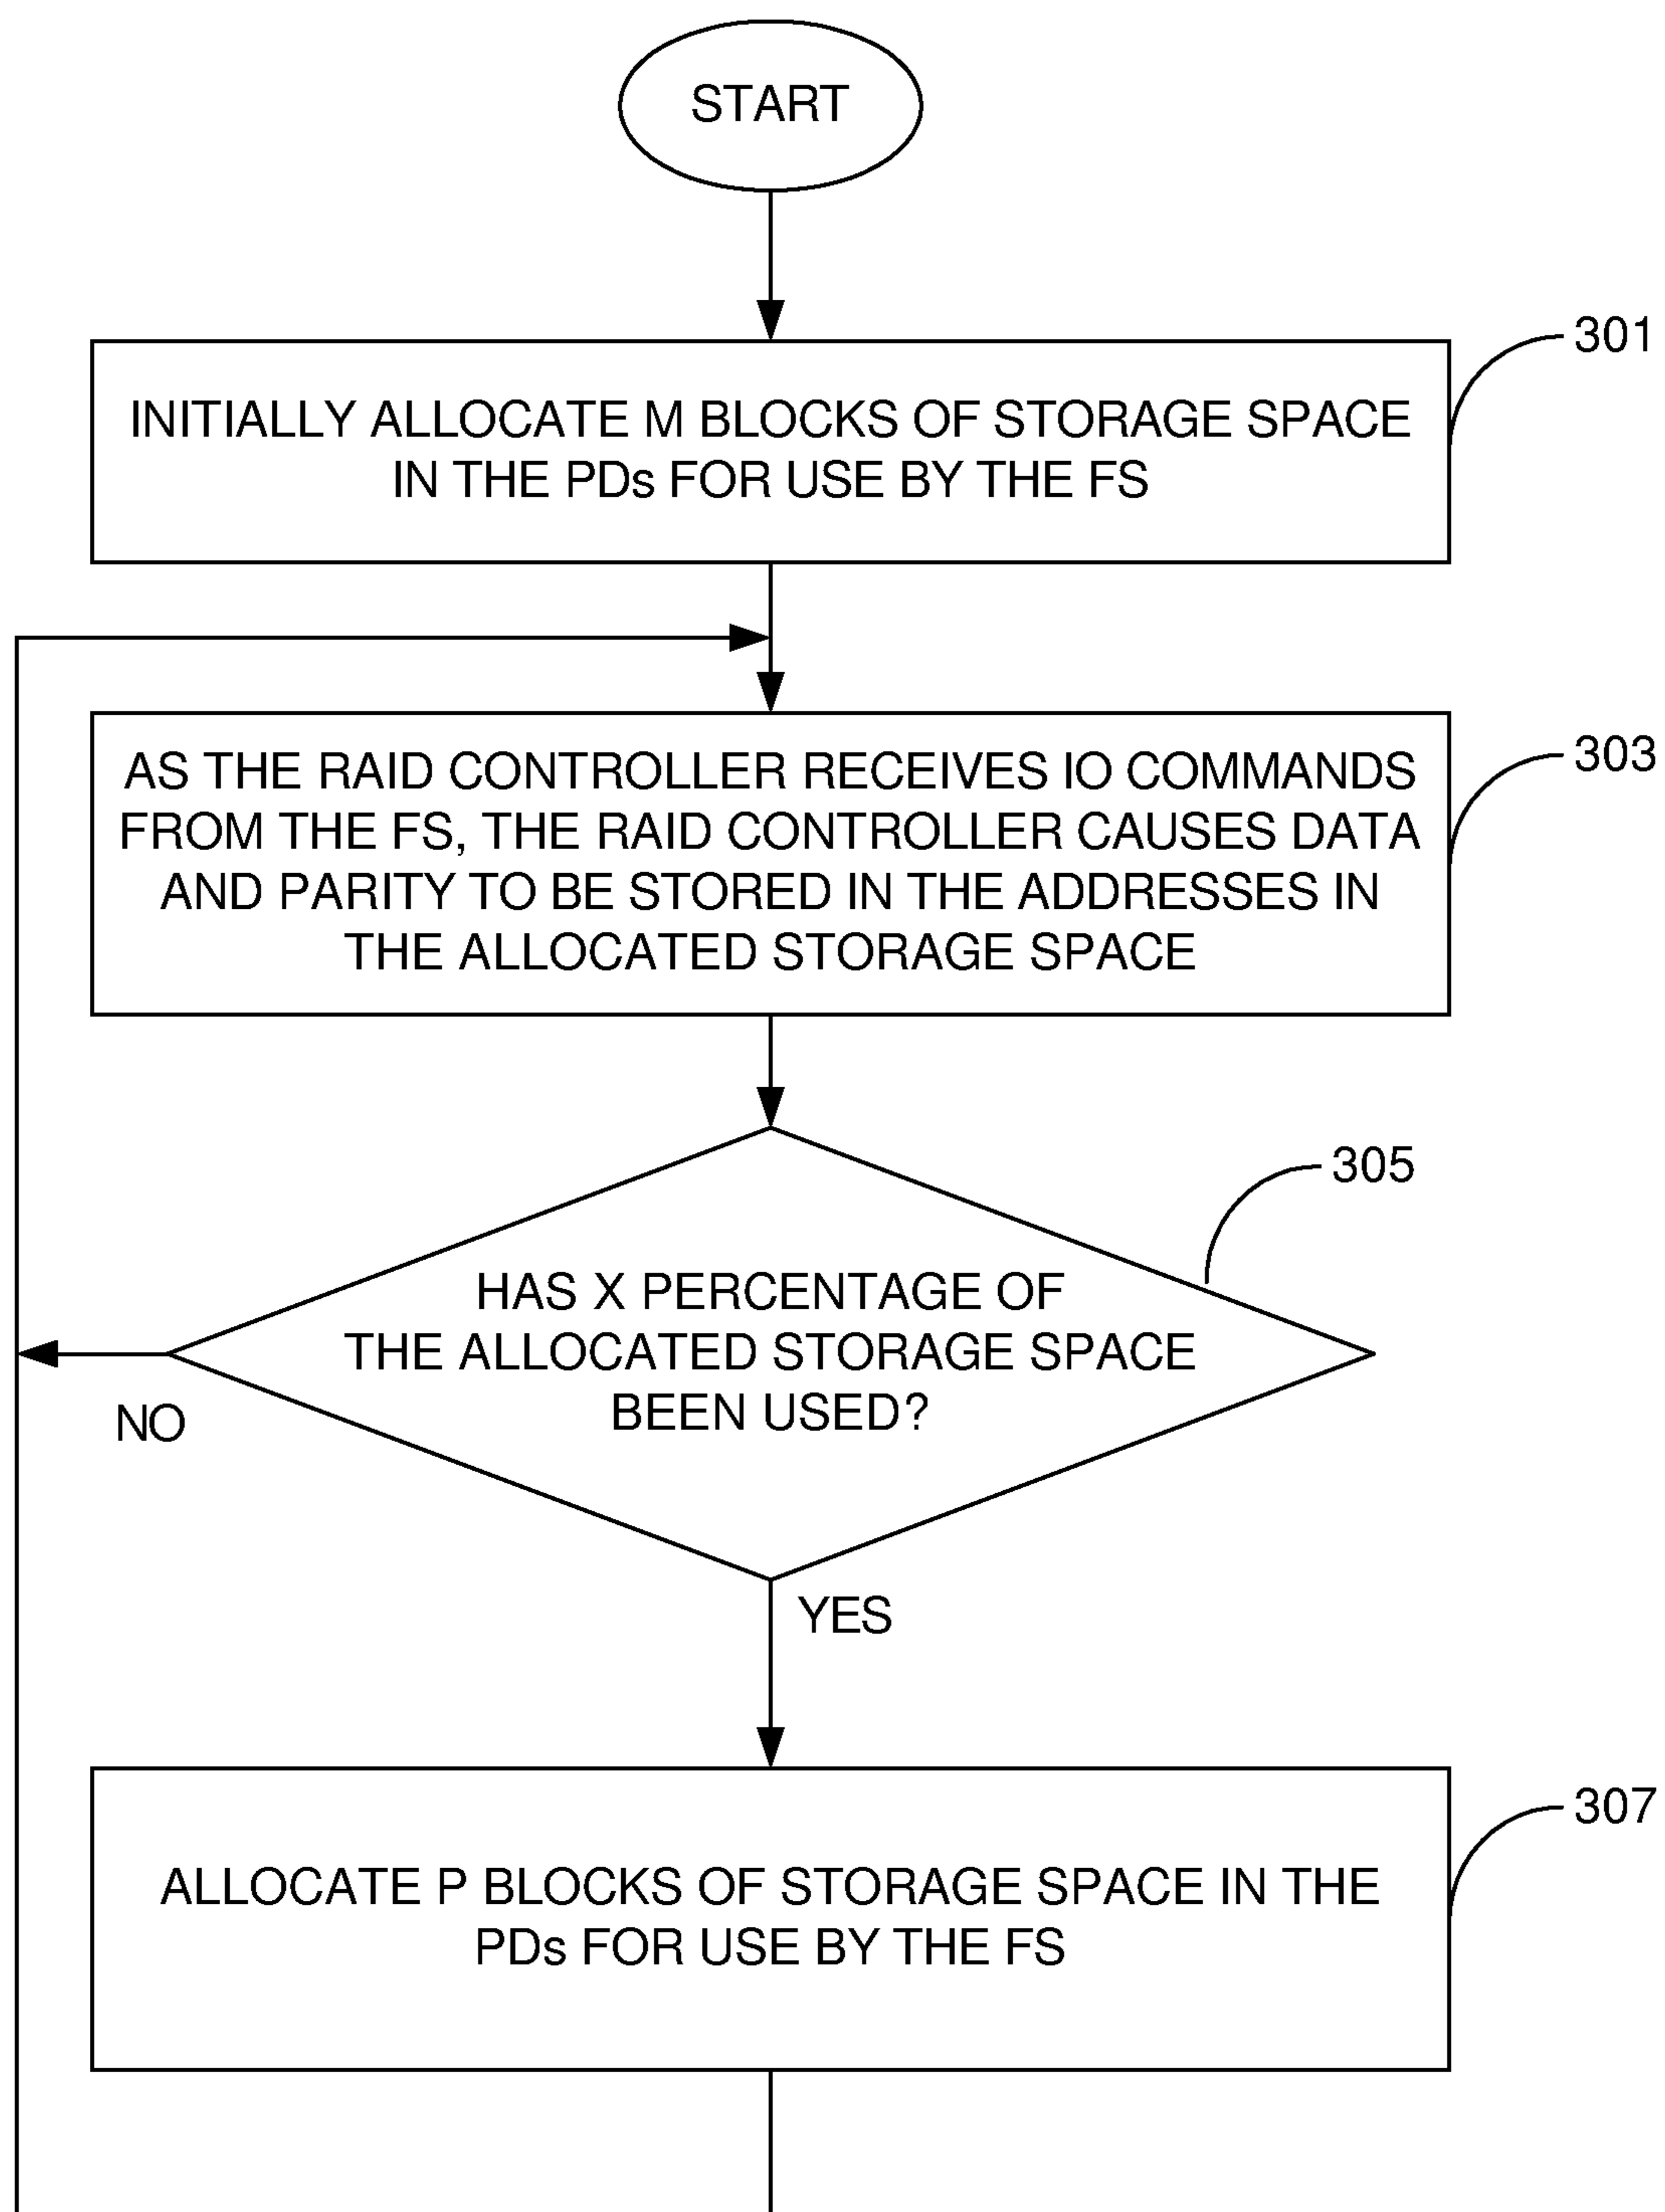 START
301
INITIALLY ALLOCATE M BLOCKS OF STORAGE SPACE
IN THE PDs FOR USE BY THE FS
303
AS THE RAID CONTROLLER RECEIVES IO COMMANDS
FROM THE FS, THE RAID CONTROLLER CAUSES DATA
AND PARITY TO BE STORED IN THE ADDRESSES IN
THE ALLOCATED STORAGE SPACE
305
HAS X PERCENTAGE OF
THE ALLOCATED STORAGE SPACE
BEEN USED?
NO
YES
307
ALLOCATE P BLOCKS OF STORAGE SPACE IN THE
PDs FOR USE BY THE FS